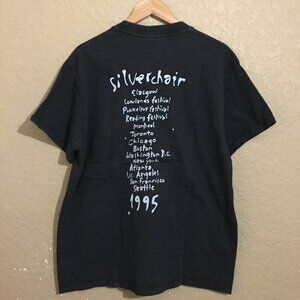 silverchair
Glasgow
Lowlands festival
Pukkelpop festival
Reading festival
Montreal
Toronto
Chicago
Boston
Washington D.C.
New York
Atlanta
Los Angeles
San Francisco
Seattle
1995